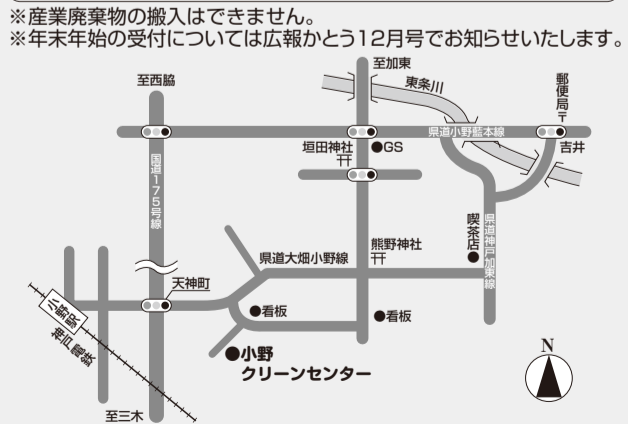 ※産業廃棄物の搬入はできません。
※年末年始の受付については広報かとう12月号でお知らせいたします。
至加東
東条川
至西脇
郵便局〒
県道小野藍本線
吉井
垣田神社
●GS
国道175号線
喫茶店●
県道神戸加東線
熊野神社
県道大畑小野線
天神町
●看板
●看板
小野駅
神戸電鉄
●小野
クリーンセンター
N
至三木